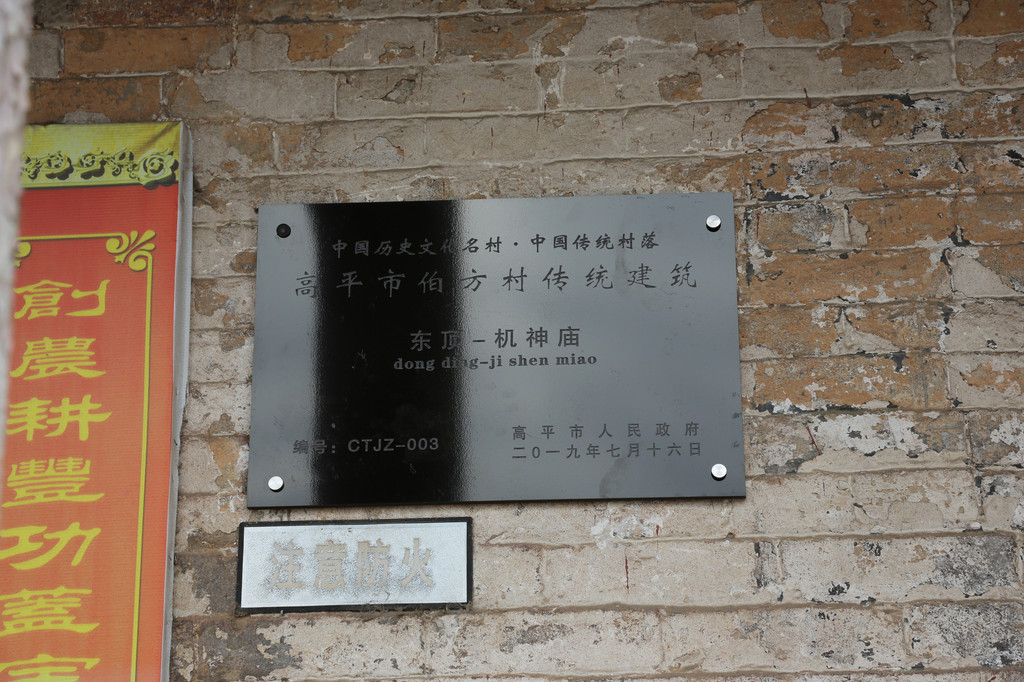 中国历史文化名村·中国传统村落
高平市伯方村传统建筑
东顶-机神庙
dong ding-ji shen miao
编号：CTJZ-003
高平市人民政府
二0一九年七月十六日
注意防火
創農耕豐功蓋